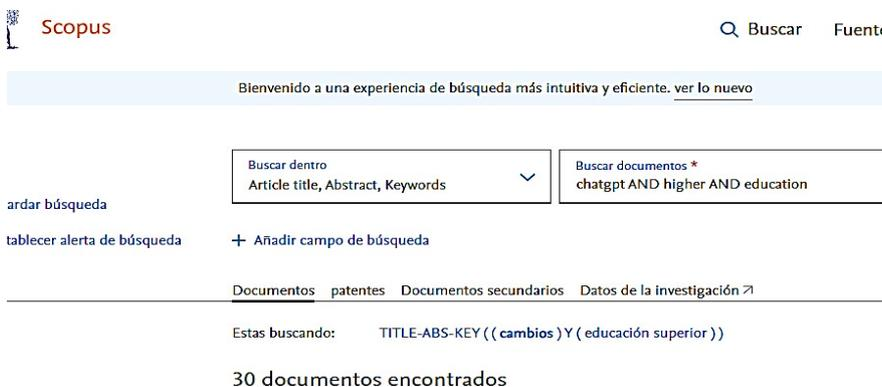 Scopus
Buscar
Fuente
Bienvenido a una experiencia de búsqueda más intuitiva y eficiente. ver lo nuevo
Buscar dentro
Article title, Abstract, Keywords
Buscar documentos *
chatgpt AND higher AND education
ardar búsqueda
tablecer alerta de búsqueda
+ Añadir campo de búsqueda
Documentos patentes Documentos secundarios Datos de la investigación
Estas buscando: TITLE-ABS-KEY ( ( cambios ) Y ( educación superior ) )
30 documentos encontrados